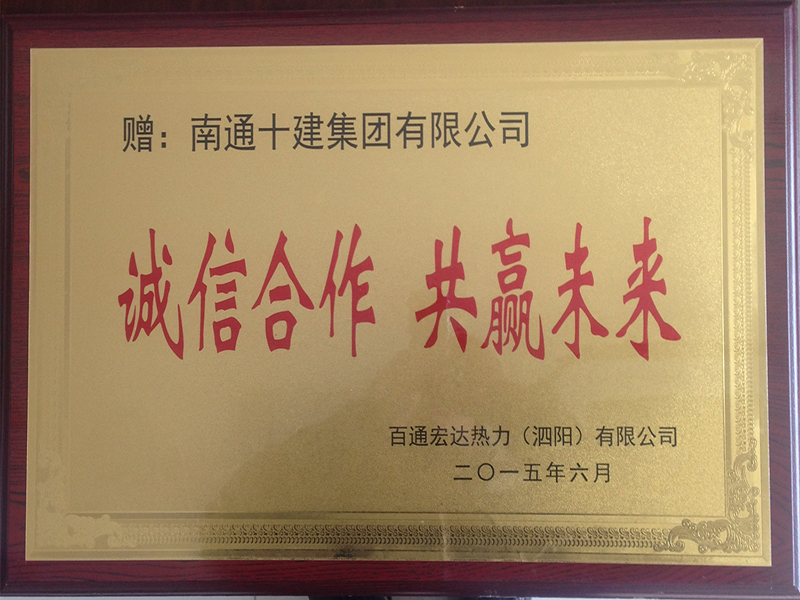 赠：南通十建集团有限公司
诚信合作 共赢未来
百通宏达热力（泗阳）有限公司
二〇一五年六月